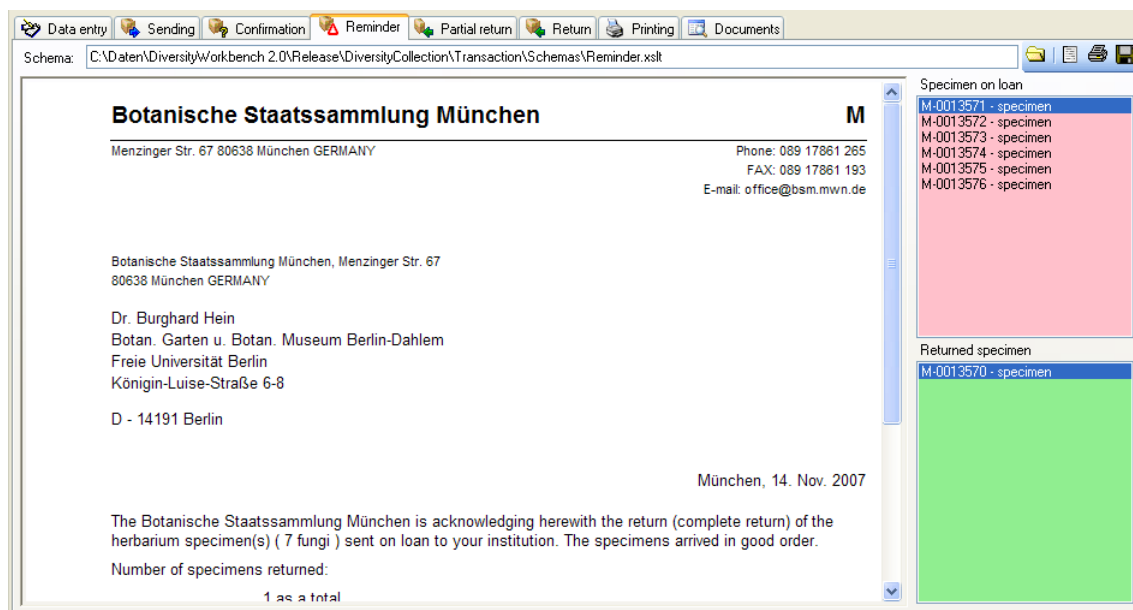 Data entry Sending Confirmation Reminder Partial return Return Printing Documents
Schema: C:\Daten\DiversityWorkbench 2.0\Release\DiversityCollection\Transaction\Schemas\Reminder.xslt
Botanische Staatssammlung München M
Menzinger Str. 67 80638 München GERMANY Phone: 089 17861 265
FAX: 089 17861 193
E-mail: office@bsm.mwn.de
Botanische Staatssammlung München, Menzinger Str. 67
80638 München GERMANY
Dr. Burghard Hein
Botan. Garten u. Botan. Museum Berlin-Dahlem
Freie Universität Berlin
Königin-Luise-Straße 6-8
D - 14191 Berlin
München, 14. Nov. 2007
The Botanische Staatssammlung München is acknowledging herewith the return (complete return) of the
herbarium specimen(s) ( 7 fungi ) sent on loan to your institution. The specimens arrived in good order.
Number of specimens returned:
1 as a total
Specimen on loan
M-0013571 - specimen
M-0013572 - specimen
M-0013573 - specimen
M-0013574 - specimen
M-0013575 - specimen
M-0013576 - specimen
Returned specimen
M-0013570 - specimen